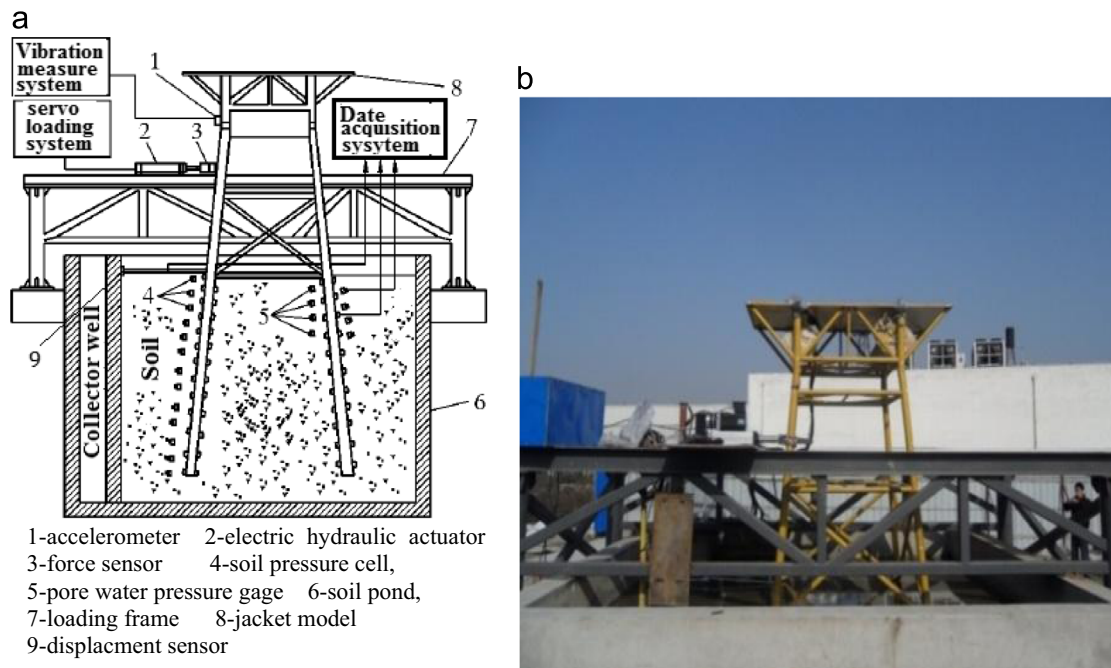 a
Vibration
measure
system
servo
loading
system
1
2
3
Date
acquisition
sysytem
8
7
4
5
9
6
Collector well
Soil
1-accelerometer 2-electric hydraulic actuator
3-force sensor 4-soil pressure cell,
5-pore water pressure gage 6-soil pond,
7-loading frame 8-jacket model
9-displacment sensor
b